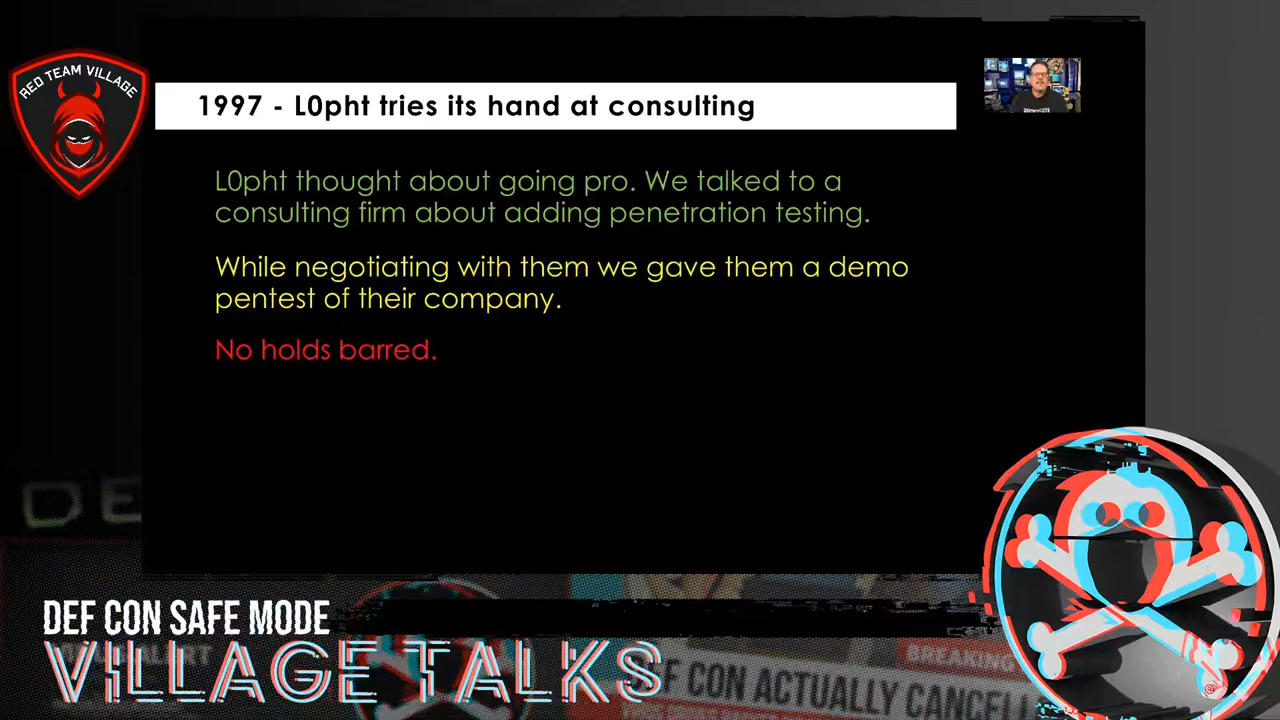 RED TEAM VILLAGE
1997 - L0pht tries its hand at consulting
L0pht thought about going pro. We talked to a
consulting firm about adding penetration testing.
While negotiating with them we gave them a demo
pentest of their company.
No holds barred.
DE
DEF CON SAFE MODE
VILLAGE TALKS
BREAKING
DEF CON ACTUALLY CANCEL